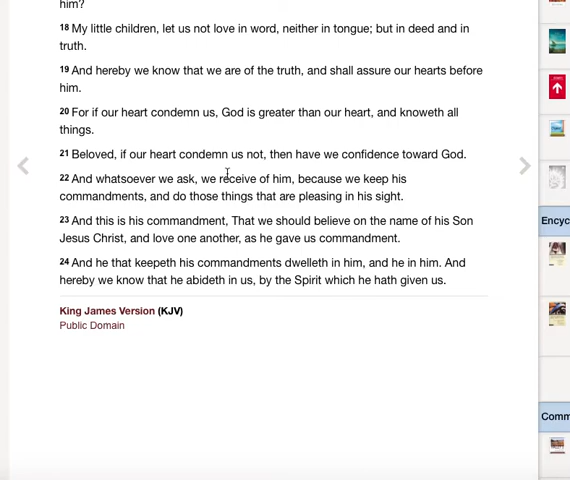 him?
18 My little children, let us not love in word, neither in tongue; but in deed and in
truth.
19 And hereby we know that we are of the truth, and shall assure our hearts before
him.
20 For if our heart condemn us, God is greater than our heart, and knoweth all
things.
21 Beloved, if our heart condemn us not, then have we confidence toward God.
22 And whatsoever we ask, we receive of him, because we keep his
commandments, and do those things that are pleasing in his sight.
23 And this is his commandment, That we should believe on the name of his Son
Jesus Christ, and love one another, as he gave us commandment.
24 And he that keepeth his commandments dwelleth in him, and he in him. And
hereby we know that he abideth in us, by the Spirit which he hath given us.
King James Version (KJV)
Public Domain
Encyc
Comm